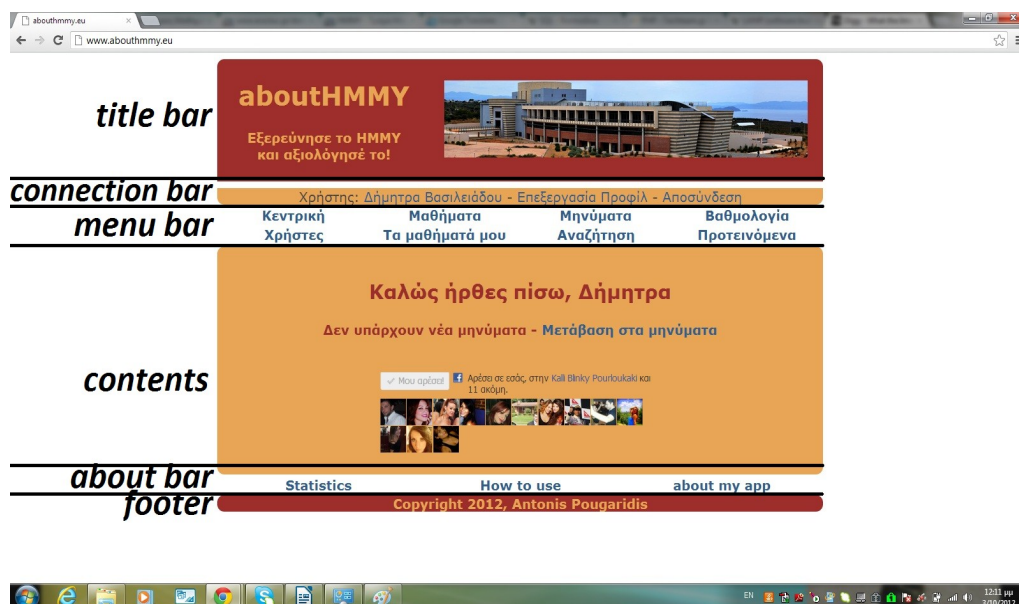 abouthmmy.eu
www.abouthmmy.eu
title bar
aboutHMMY
Εξερεύνησε το ΗΜΜΥ
και αξιολόγησέ το!
connection bar
Χρήστης: Δήμητρα Βασιλειάδου - Επεξεργασία Προφίλ - Αποσύνδεση
menu bar
Κεντρική Μαθήματα Μηνύματα Βαθμολογία
Χρήστες Τα μαθήματά μου Αναζήτηση Προτεινόμενα
contents
Καλώς ήρθες πίσω, Δήμητρα
Δεν υπάρχουν νέα μηνύματα - Μετάβαση στα μηνύματα
Μου αρέσει! Αρέσει σε εσάς, στην Kali Blinky Pourloukaki και
11 ακόμη.
about bar
Statistics How to use about my app
footer
Copyright 2012, Antonis Pougaridis
EN 12:11 μμ
3/10/2012